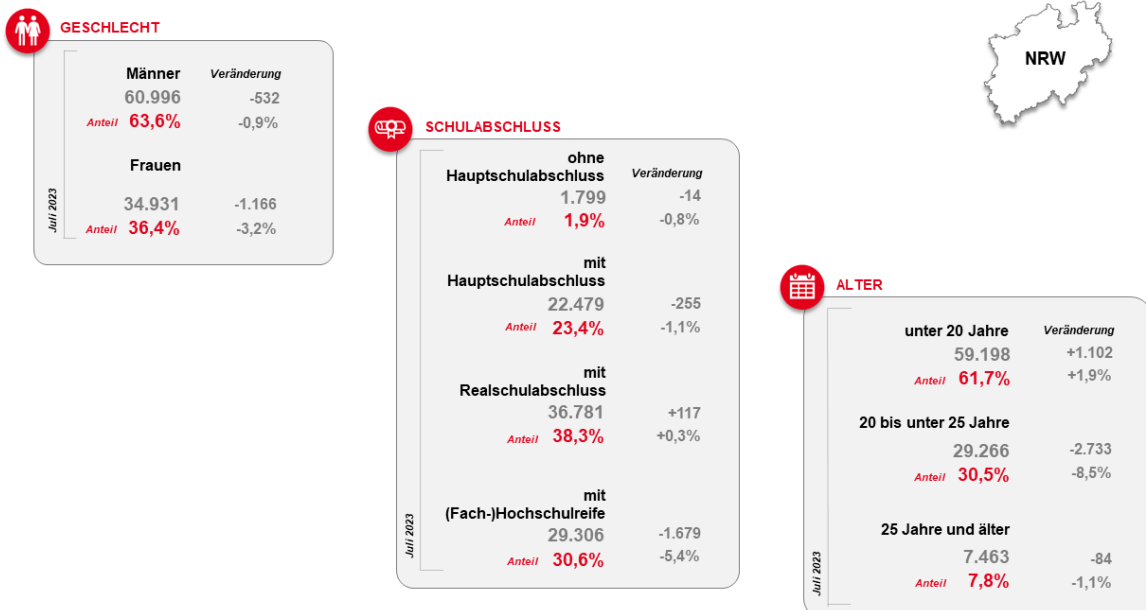 GESCHLECHT
Männer Veränderung
60.996 -532
Anteil 63,6% -0,9%
Frauen
34.931 -1.166
Anteil 36,4% -3,2%
Juli 2023
NRW
SCHULABSCHLUSS
ohne
Hauptschulabschluss Veränderung
1.799 -14
Anteil 1,9% -0,8%
mit
Hauptschulabschluss
22.479 -255
Anteil 23,4% -1,1%
mit
Realschulabschluss
36.781 +117
Anteil 38,3% +0,3%
mit
(Fach-)Hochschulreife
29.306 -1.679
Anteil 30,6% -5,4%
Juli 2023
ALTER
unter 20 Jahre Veränderung
59.198 +1.102
Anteil 61,7% +1,9%
20 bis unter 25 Jahre
29.266 -2.733
Anteil 30,5% -8,5%
25 Jahre und älter
7.463 -84
Anteil 7,8% -1,1%
Juli 2023